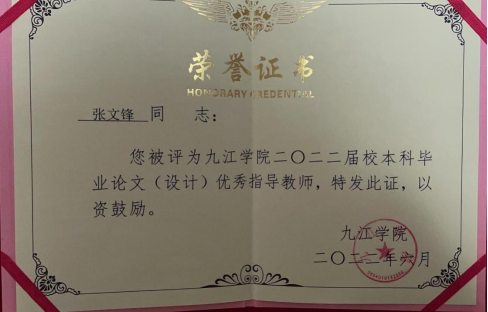 荣誉证书
HONORARY CREDENTIAL
张文锋 同 志：
您被评为九江学院二〇二二届校本科毕
业论文（设计）优秀指导教师，特发此证，以
资鼓励。
九江学院
二〇二二年六月